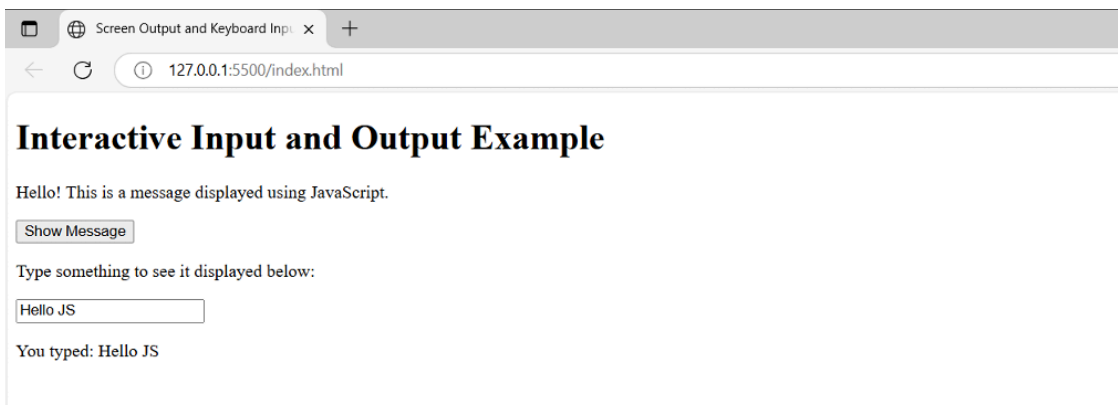 Screen Output and Keyboard Inp
127.0.0.1:5500/index.html
Interactive Input and Output Example
Hello! This is a message displayed using JavaScript.
Show Message
Type something to see it displayed below:
Hello JS
You typed: Hello JS